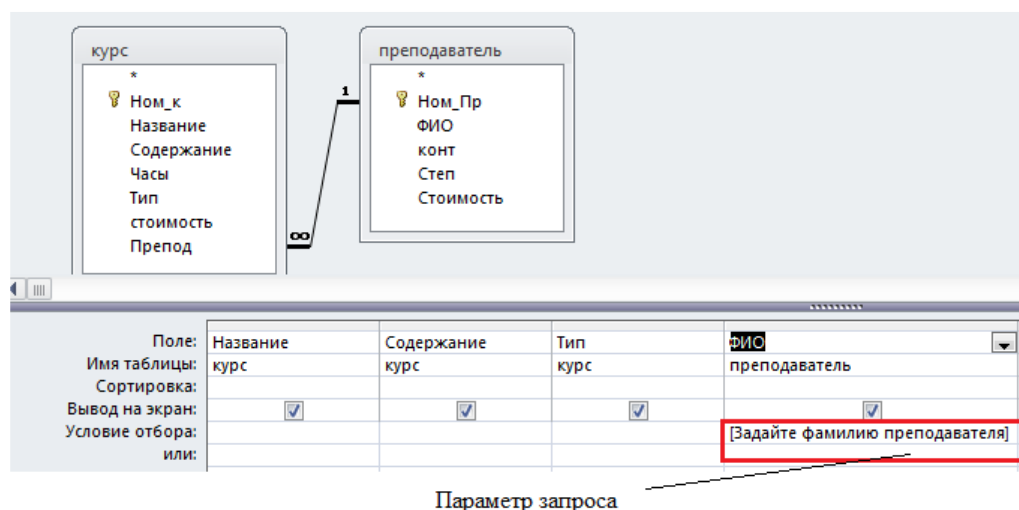 курс
*
Ном_к
Название
Содержание
Часы
Тип
стоимость
Препод
преподаватель
*
Ном_Пр
ФИО
конт
Степ
Стоимость
1
∞
Поле: Название Содержание Тип ФИО
Имя таблицы: курс курс курс преподаватель
Сортировка:
Вывод на экран:
Условие отбора: [Задайте фамилию преподавателя]
или:
Параметр запроса